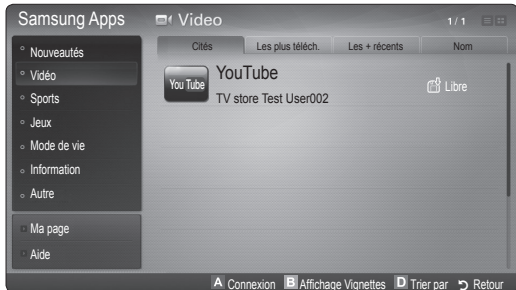 Samsung Apps
Video
1/1
Nouveautés
Vidéo
Sports
Jeux
Mode de vie
Information
Autre
Ma page
Aide
Cités
Les plus téléch.
Les + récents
Nom
You Tube
YouTube
TV store Test User002
Libre
A Connexion B Affichage Vignettes D Trier par Retour